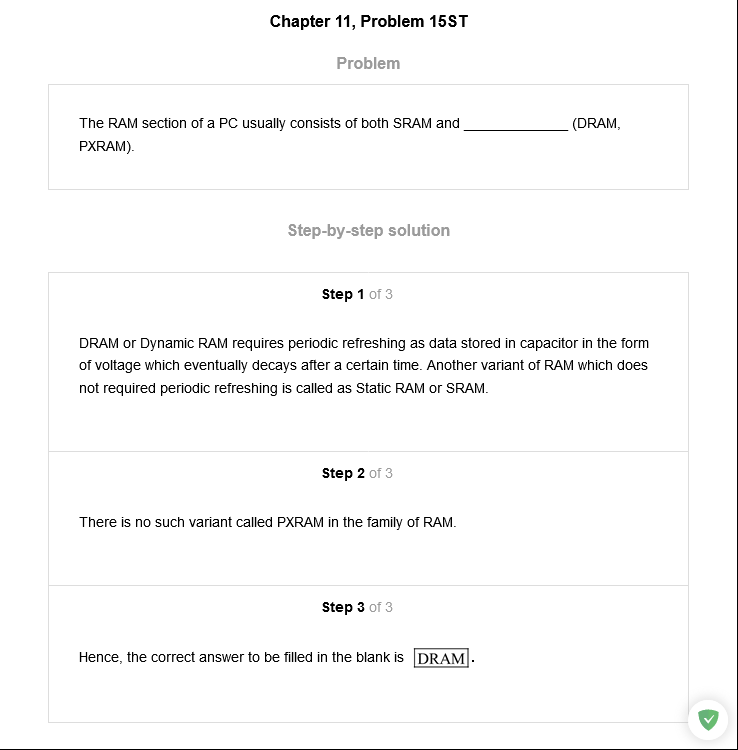 Chapter 11, Problem 15ST
Problem
The RAM section of a PC usually consists of both SRAM and ______________ (DRAM,
PXRAM).
Step-by-step solution
Step 1 of 3
DRAM or Dynamic RAM requires periodic refreshing as data stored in capacitor in the form
of voltage which eventually decays after a certain time. Another variant of RAM which does
not required periodic refreshing is called as Static RAM or SRAM.
Step 2 of 3
There is no such variant called PXRAM in the family of RAM.
Step 3 of 3
Hence, the correct answer to be filled in the blank is DRAM.